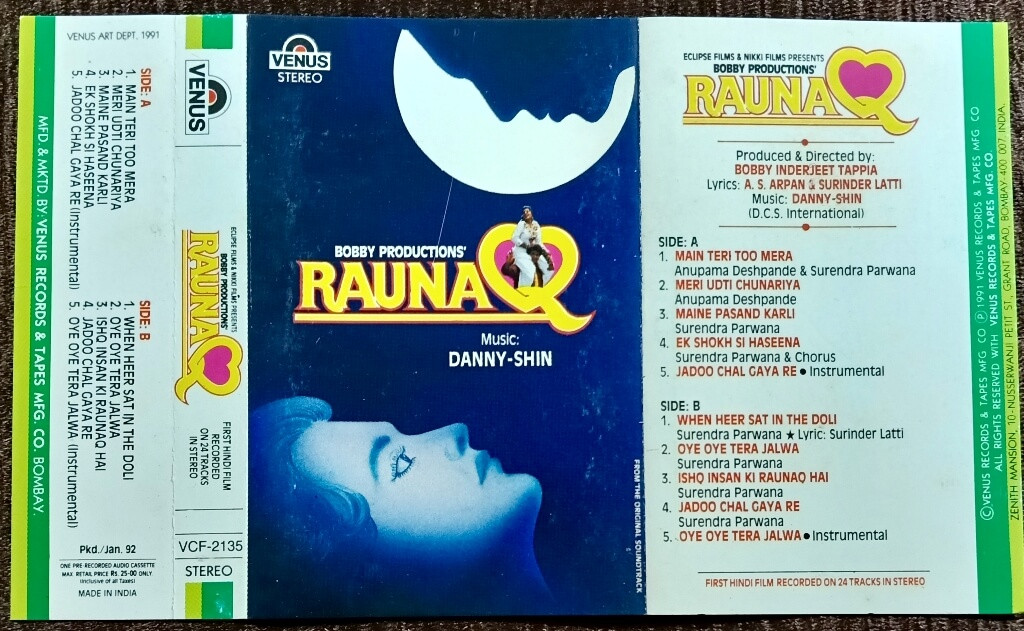 VENUS ART DEPT, 1991
SIDE: A
1. MAIN TERI TOO MERA
2. MERI UDTI CHUNARIYA
3. MAINE PASAND KARLI
4. EK SHOKH SI HASEENA
5. JADOO CHAL GAYA RE (Instrumental)
SIDE: B
1. WHEN HEER SAT IN THE DOLI
2. OYE OYE TERA JALWA
3. ISHQ INSAN KI RAUNAQ HAI
4. JADOO CHAL GAYA RE
5. OYE OYE TERA JALWA (Instrumental)
MFD. & MKTD. BY: VENUS RECORDS & TAPES MFG. CO. BOMBAY.
Pkd./Jan. 92
ONE PRE-RECORDED AUDIO CASSETTE
MAX RETAIL PRICE Rs. 25-00 ONLY
(Inclusive of all Taxes)
MADE IN INDIA
VENUS
ECLIPSE FILMS & NIKKI FILMS PRESENTS
BOBBY PRODUCTIONS'
RAUNAQ
FIRST HINDI FILM
RECORDED
ON 24 TRACKS
IN STEREO
VCF-2135
STEREO
VENUS
STEREO
BOBBY PRODUCTIONS'
RAUNAQ
Music:
DANNY-SHIN
FROM THE ORIGINAL SOUNDTRACK
ECLIPSE FILMS & NIKKI FILMS PRESENTS
BOBBY PRODUCTIONS'
RAUNAQ
Produced & Directed by:
BOBBY INDERJEET TAPPIA
Lyrics: A. S. ARPAN & SURINDER LATTI
Music: DANNY-SHIN
(D.C.S. International)
SIDE: A
1. MAIN TERI TOO MERA
Anupama Deshpande & Surendra Parwana
2. MERI UDTI CHUNARIYA
Anupama Deshpande
3. MAINE PASAND KARLI
Surendra Parwana
4. EK SHOKH SI HASEENA
Surendra Parwana & Chorus
5. JADOO CHAL GAYA RE ● Instrumental
SIDE: B
1. WHEN HEER SAT IN THE DOLI
Surendra Parwana ★ Lyric: Surinder Latti
2. OYE OYE TERA JALWA
Surendra Parwana
3. ISHQ INSAN KI RAUNAQ HAI
Surendra Parwana
4. JADOO CHAL GAYA RE
Surendra Parwana
5. OYE OYE TERA JALWA ● Instrumental
FIRST HINDI FILM RECORDED ON 24 TRACKS IN STEREO
© VENUS RECORDS & TAPES MFG CO ℗ 1991 VENUS RECORDS & TAPES MFG. CO
ALL RIGHTS RESERVED WITH VENUS RECORDS & TAPES MFG. CO.
ZENITH MANSION, 10-NUSSERWANJI PETIT ST, GRANT ROAD, BOMBAY-400 007. INDIA.